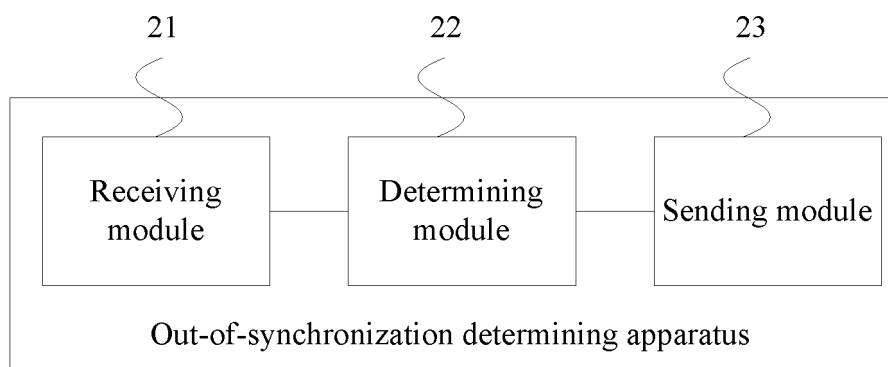 21 22 23
Receiving module
Determining module
Sending module
Out-of-synchronization determining apparatus